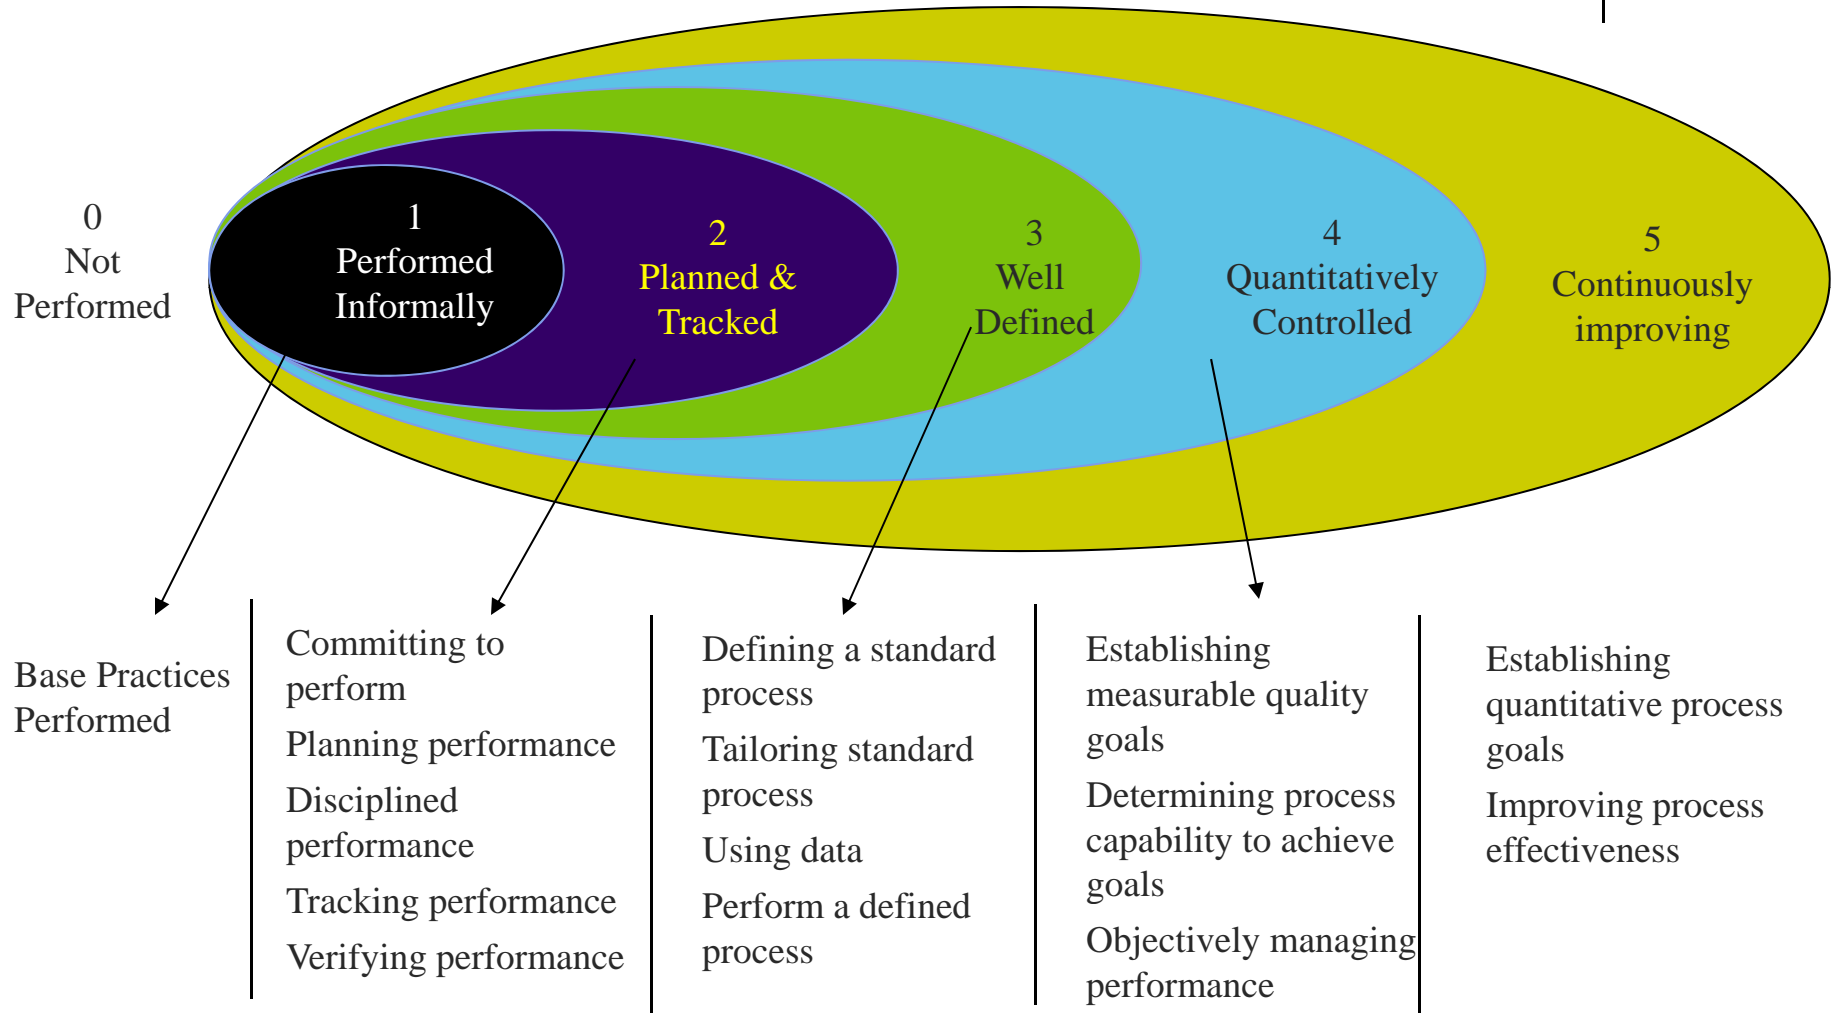 0
Not
Performed
1
Performed
Informally
2
Planned &
Tracked
3
Well
Defined
4
Quantitatively
Controlled
5
Continuously
improving
Base Practices
Performed
Committing to
perform
Planning performance
Disciplined
performance
Tracking performance
Verifying performance
Defining a standard
process
Tailoring standard
process
Using data
Perform a defined
process
Establishing
measurable quality
goals
Determining process
capability to achieve
goals
Objectively managing
performance
Establishing
quantitative process
goals
Improving process
effectiveness